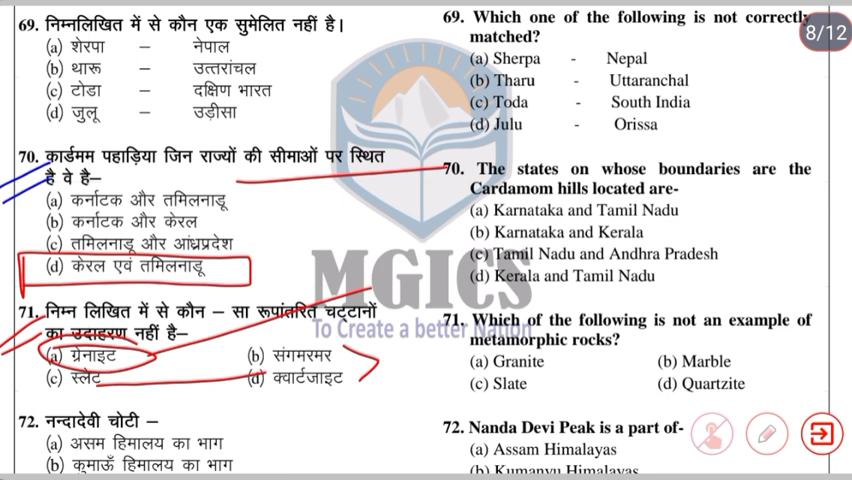 69. निम्नलिखित में से कौन एक सुमेलित नहीं है।
(a) शेरपा – नेपाल
(b) थारू – उत्तरांचल
(c) टोडा – दक्षिण भारत
(d) जुलू – उड़ीसा
70. कार्डमम पहाड़िया जिन राज्यों की सीमाओं पर स्थित
है वे है–
(a) कर्नाटक और तमिलनाडू
(b) कर्नाटक और केरल
(c) तमिलनाडू और आंध्रप्रदेश
(d) केरल एवं तमिलनाडू
71. निम्न लिखित में से कौन – सा रूपांतरित चट्टानों
का उदाहरण नहीं है–
(a) ग्रेनाइट (b) संगमरमर
(c) स्लेट (d) क्वार्टजाइट
72. नन्दादेवी चोटी –
(a) असम हिमालय का भाग
(b) कुमाऊँ हिमालय का भाग
69. Which one of the following is not correctly
matched?
(a) Sherpa - Nepal
(b) Tharu - Uttaranchal
(c) Toda - South India
(d) Julu - Orissa
70. The states on whose boundaries are the
Cardamom hills located are-
(a) Karnataka and Tamil Nadu
(b) Karnataka and Kerala
(c) Tamil Nadu and Andhra Pradesh
(d) Kerala and Tamil Nadu
71. Which of the following is not an example of
metamorphic rocks?
(a) Granite (b) Marble
(c) Slate (d) Quartzite
72. Nanda Devi Peak is a part of-
(a) Assam Himalayas
(b) Kumanyu Himalayas
8/12
MGICS
To Create a better Nation